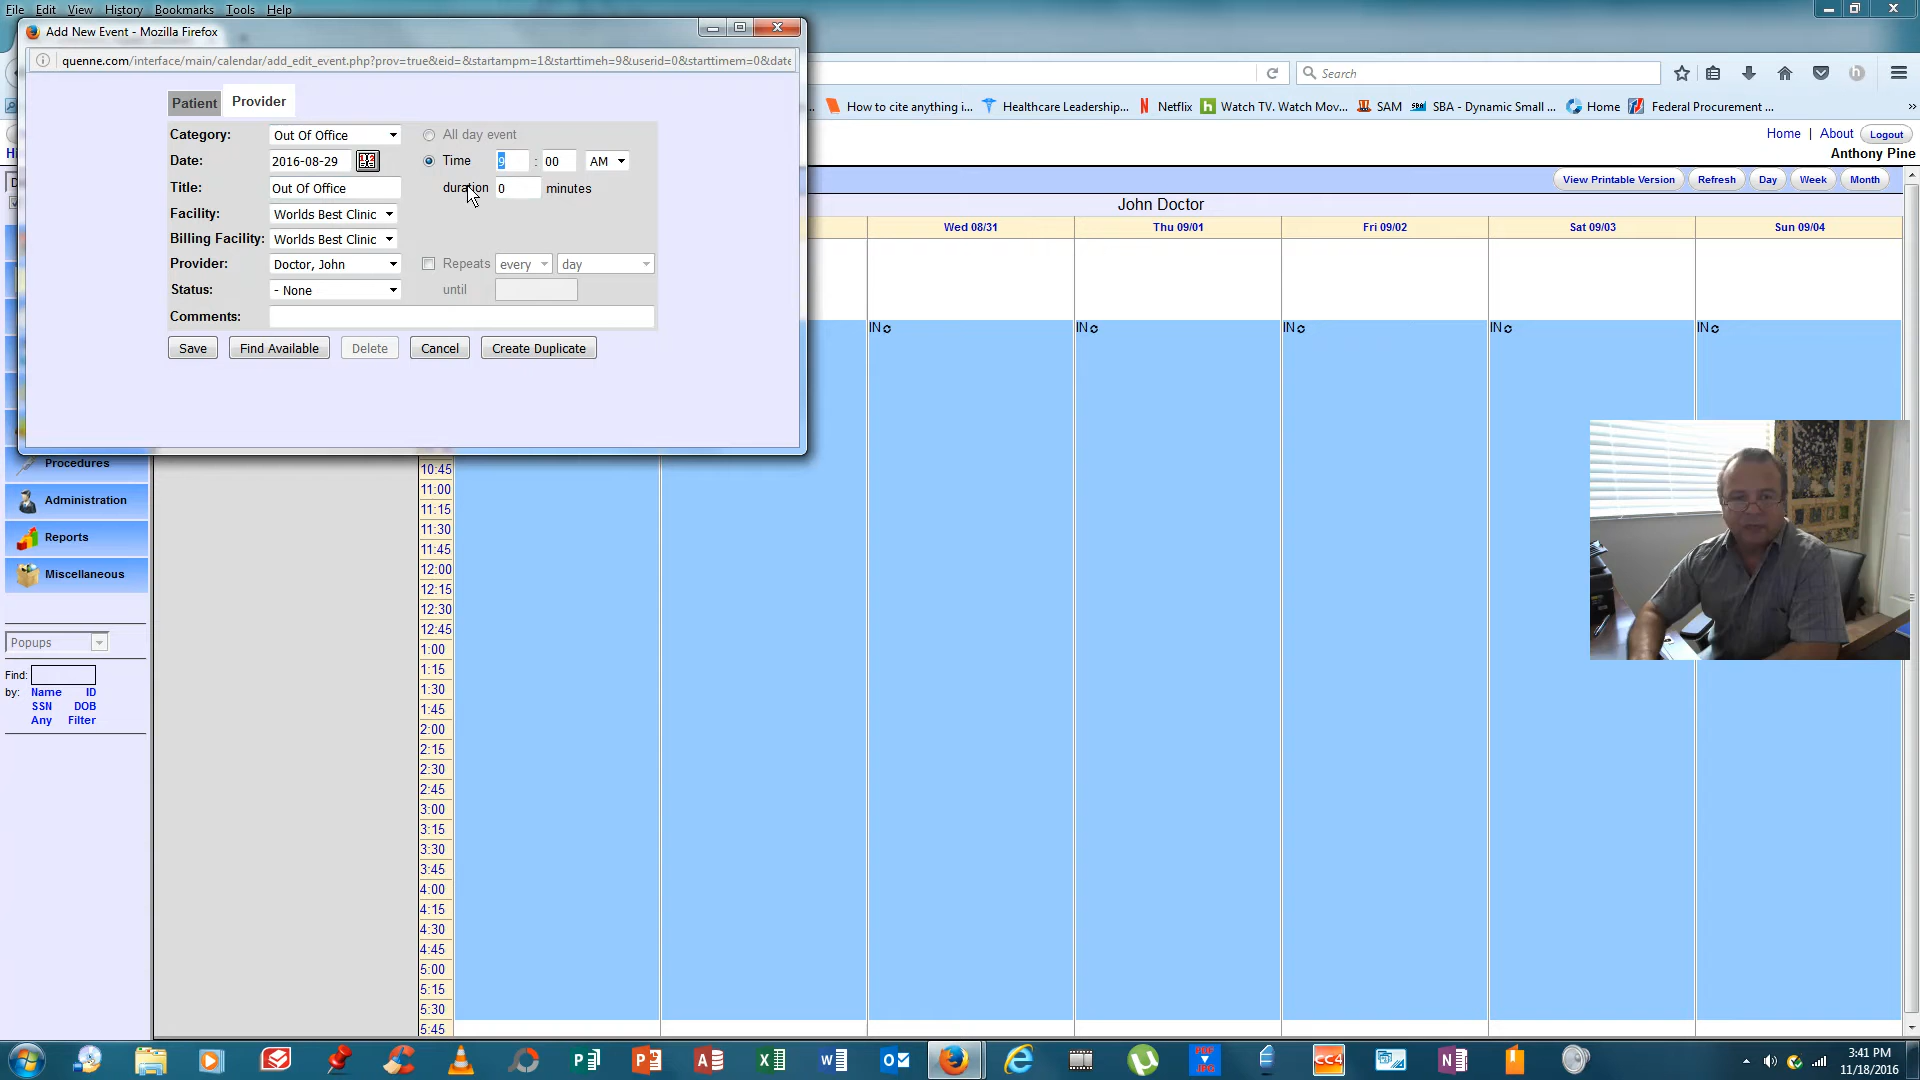 File Edit View History Bookmarks Tools Help
Add New Event - Mozilla Firefox
quenne.com/interface/main/calendar/add_edit_event.php?prov=true&eid=&startampm=1&starttimeh=9&userid=0&starttimem=0&date
Search
How to cite anything i... Healthcare Leadership... Netflix Watch TV. Watch Mov... SAM SBA - Dynamic Small ... Home Federal Procurement ...
Home | About Logout
Anthony Pine
View Printable Version Refresh Day Week Month
John Doctor
Wed 08/31 Thu 09/01 Fri 09/02 Sat 09/03 Sun 09/04
IN IN IN IN IN
Patient Provider
Category: Out Of Office All day event
Date: 2016-08-29 Time 9 : 00 AM
Title: Out Of Office duration 0 minutes
Facility: Worlds Best Clinic
Billing Facility: Worlds Best Clinic
Provider: Doctor, John Repeats every day
Status: - None until
Comments:
Save Find Available Delete Cancel Create Duplicate
Procedures
Administration
Reports
Miscellaneous
Popups
Find:
by: Name ID
SSN DOB
Any Filter
10:45
11:00
11:15
11:30
11:45
12:00
12:15
12:30
12:45
1:00
1:15
1:30
1:45
2:00
2:15
2:30
2:45
3:00
3:15
3:30
3:45
4:00
4:15
4:30
4:45
5:00
5:15
5:30
5:45
CC4
PDF
JPG
3:41 PM
11/18/2016